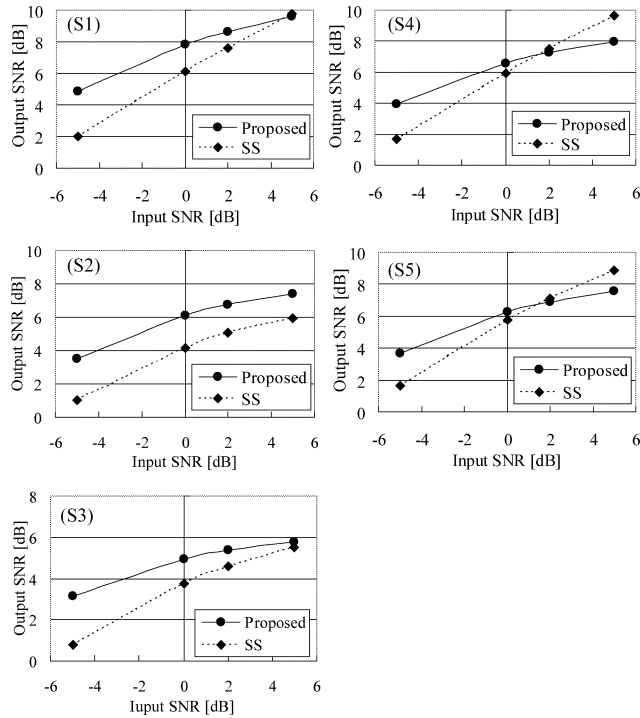 (S1)
Output SNR [dB]
10
8
6
4
2
0
Proposed
SS
-6 -4 -2 0 2 4 6
Input SNR [dB]
(S4)
Output SNR [dB]
10
8
6
4
2
0
Proposed
SS
-6 -4 -2 0 2 4 6
Input SNR [dB]
(S2)
Output SNR [dB]
10
8
6
4
2
0
Proposed
SS
-6 -4 -2 0 2 4 6
Input SNR [dB]
(S5)
Output SNR [dB]
10
8
6
4
2
0
Proposed
SS
-6 -4 -2 0 2 4 6
Input SNR [dB]
(S3)
Output SNR [dB]
8
6
4
2
0
Proposed
SS
-6 -4 -2 0 2 4 6
Iuput SNR [dB]